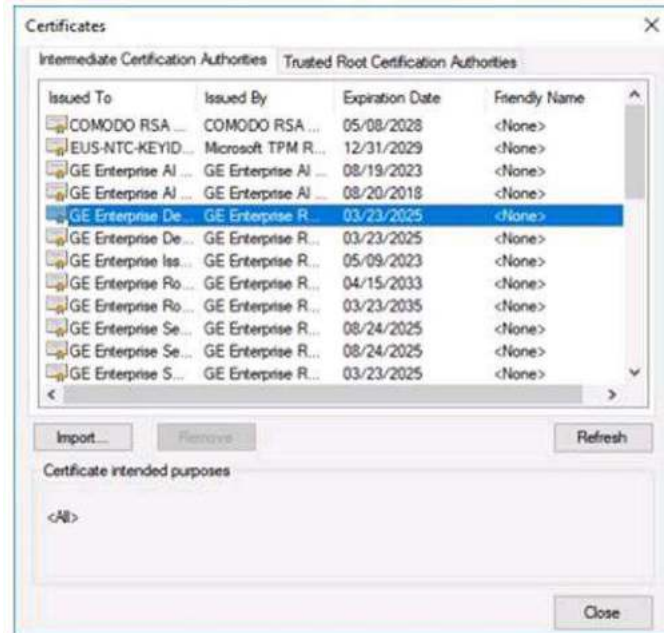 Certificates
Intermediate Certification Authorities Trusted Root Certification Authorities
Issued To Issued By Expiration Date Friendly Name
COMODO RSA ... COMODO RSA ... 05/08/2028 <None>
EUS-NTC-KEYID... Microsoft TPM R... 12/31/2029 <None>
GE Enterprise AI ... GE Enterprise AI ... 08/19/2023 <None>
GE Enterprise AI ... GE Enterprise AI ... 08/20/2018 <None>
GE Enterprise De... GE Enterprise R... 03/23/2025 <None>
GE Enterprise De... GE Enterprise R... 03/23/2025 <None>
GE Enterprise Iss... GE Enterprise R... 05/09/2023 <None>
GE Enterprise Ro... GE Enterprise R... 04/15/2033 <None>
GE Enterprise Ro... GE Enterprise R... 03/23/2035 <None>
GE Enterprise Se... GE Enterprise R... 08/24/2025 <None>
GE Enterprise Se... GE Enterprise R... 08/24/2025 <None>
GE Enterprise S... GE Enterprise R... 03/23/2025 <None>
Import... Remove Refresh
Certificate intended purposes
<All>
Close